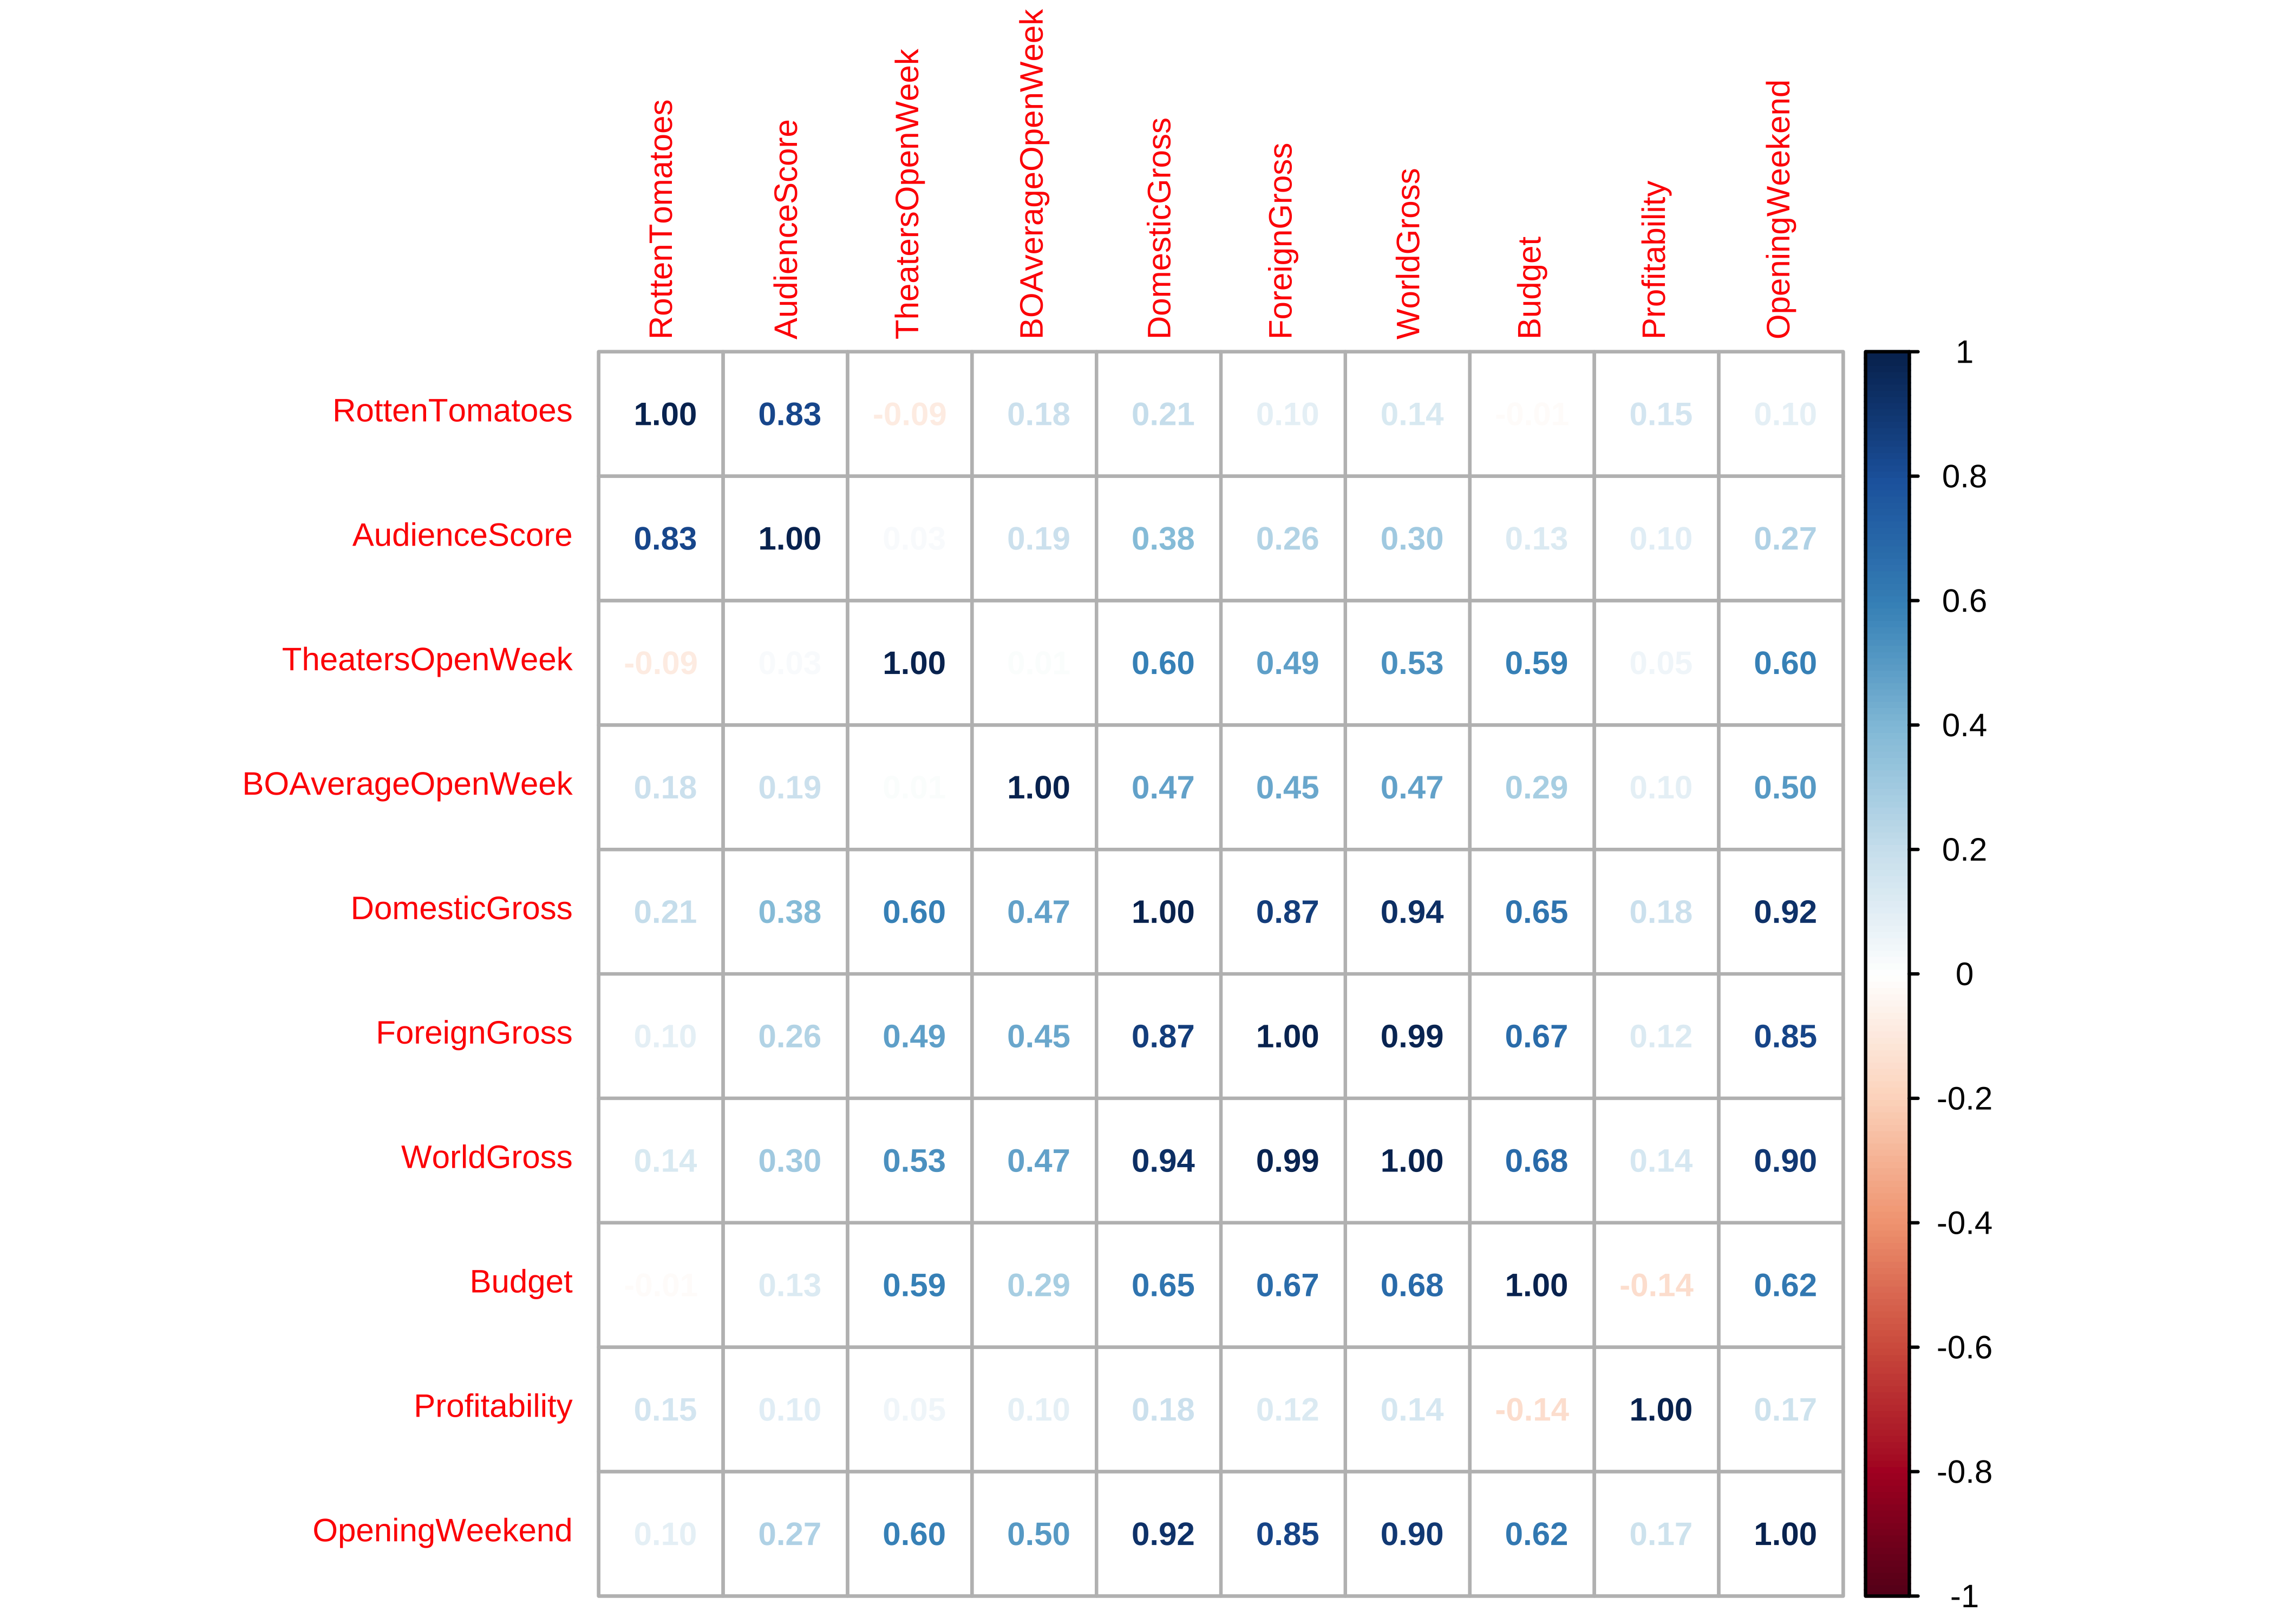 RottenTomatoes AudienceScore TheatersOpenWeek BOAverageOpenWeek DomesticGross ForeignGross WorldGross Budget Profitability OpeningWeekend
RottenTomatoes 1.00 0.83 -0.09 0.18 0.21 0.10 0.14 -0.01 0.15 0.10
AudienceScore 0.83 1.00 0.03 0.19 0.38 0.26 0.30 0.13 0.10 0.27
TheatersOpenWeek -0.09 0.03 1.00 0.01 0.60 0.49 0.53 0.59 0.05 0.60
BOAverageOpenWeek 0.18 0.19 0.01 1.00 0.47 0.45 0.47 0.29 0.10 0.50
DomesticGross 0.21 0.38 0.60 0.47 1.00 0.87 0.94 0.65 0.18 0.92
ForeignGross 0.10 0.26 0.49 0.45 0.87 1.00 0.99 0.67 0.12 0.85
WorldGross 0.14 0.30 0.53 0.47 0.94 0.99 1.00 0.68 0.14 0.90
Budget -0.01 0.13 0.59 0.29 0.65 0.67 0.68 1.00 -0.14 0.62
Profitability 0.15 0.10 0.05 0.10 0.18 0.12 0.14 -0.14 1.00 0.17
OpeningWeekend 0.10 0.27 0.60 0.50 0.92 0.85 0.90 0.62 0.17 1.00
1
0.8
0.6
0.4
0.2
0
-0.2
-0.4
-0.6
-0.8
-1